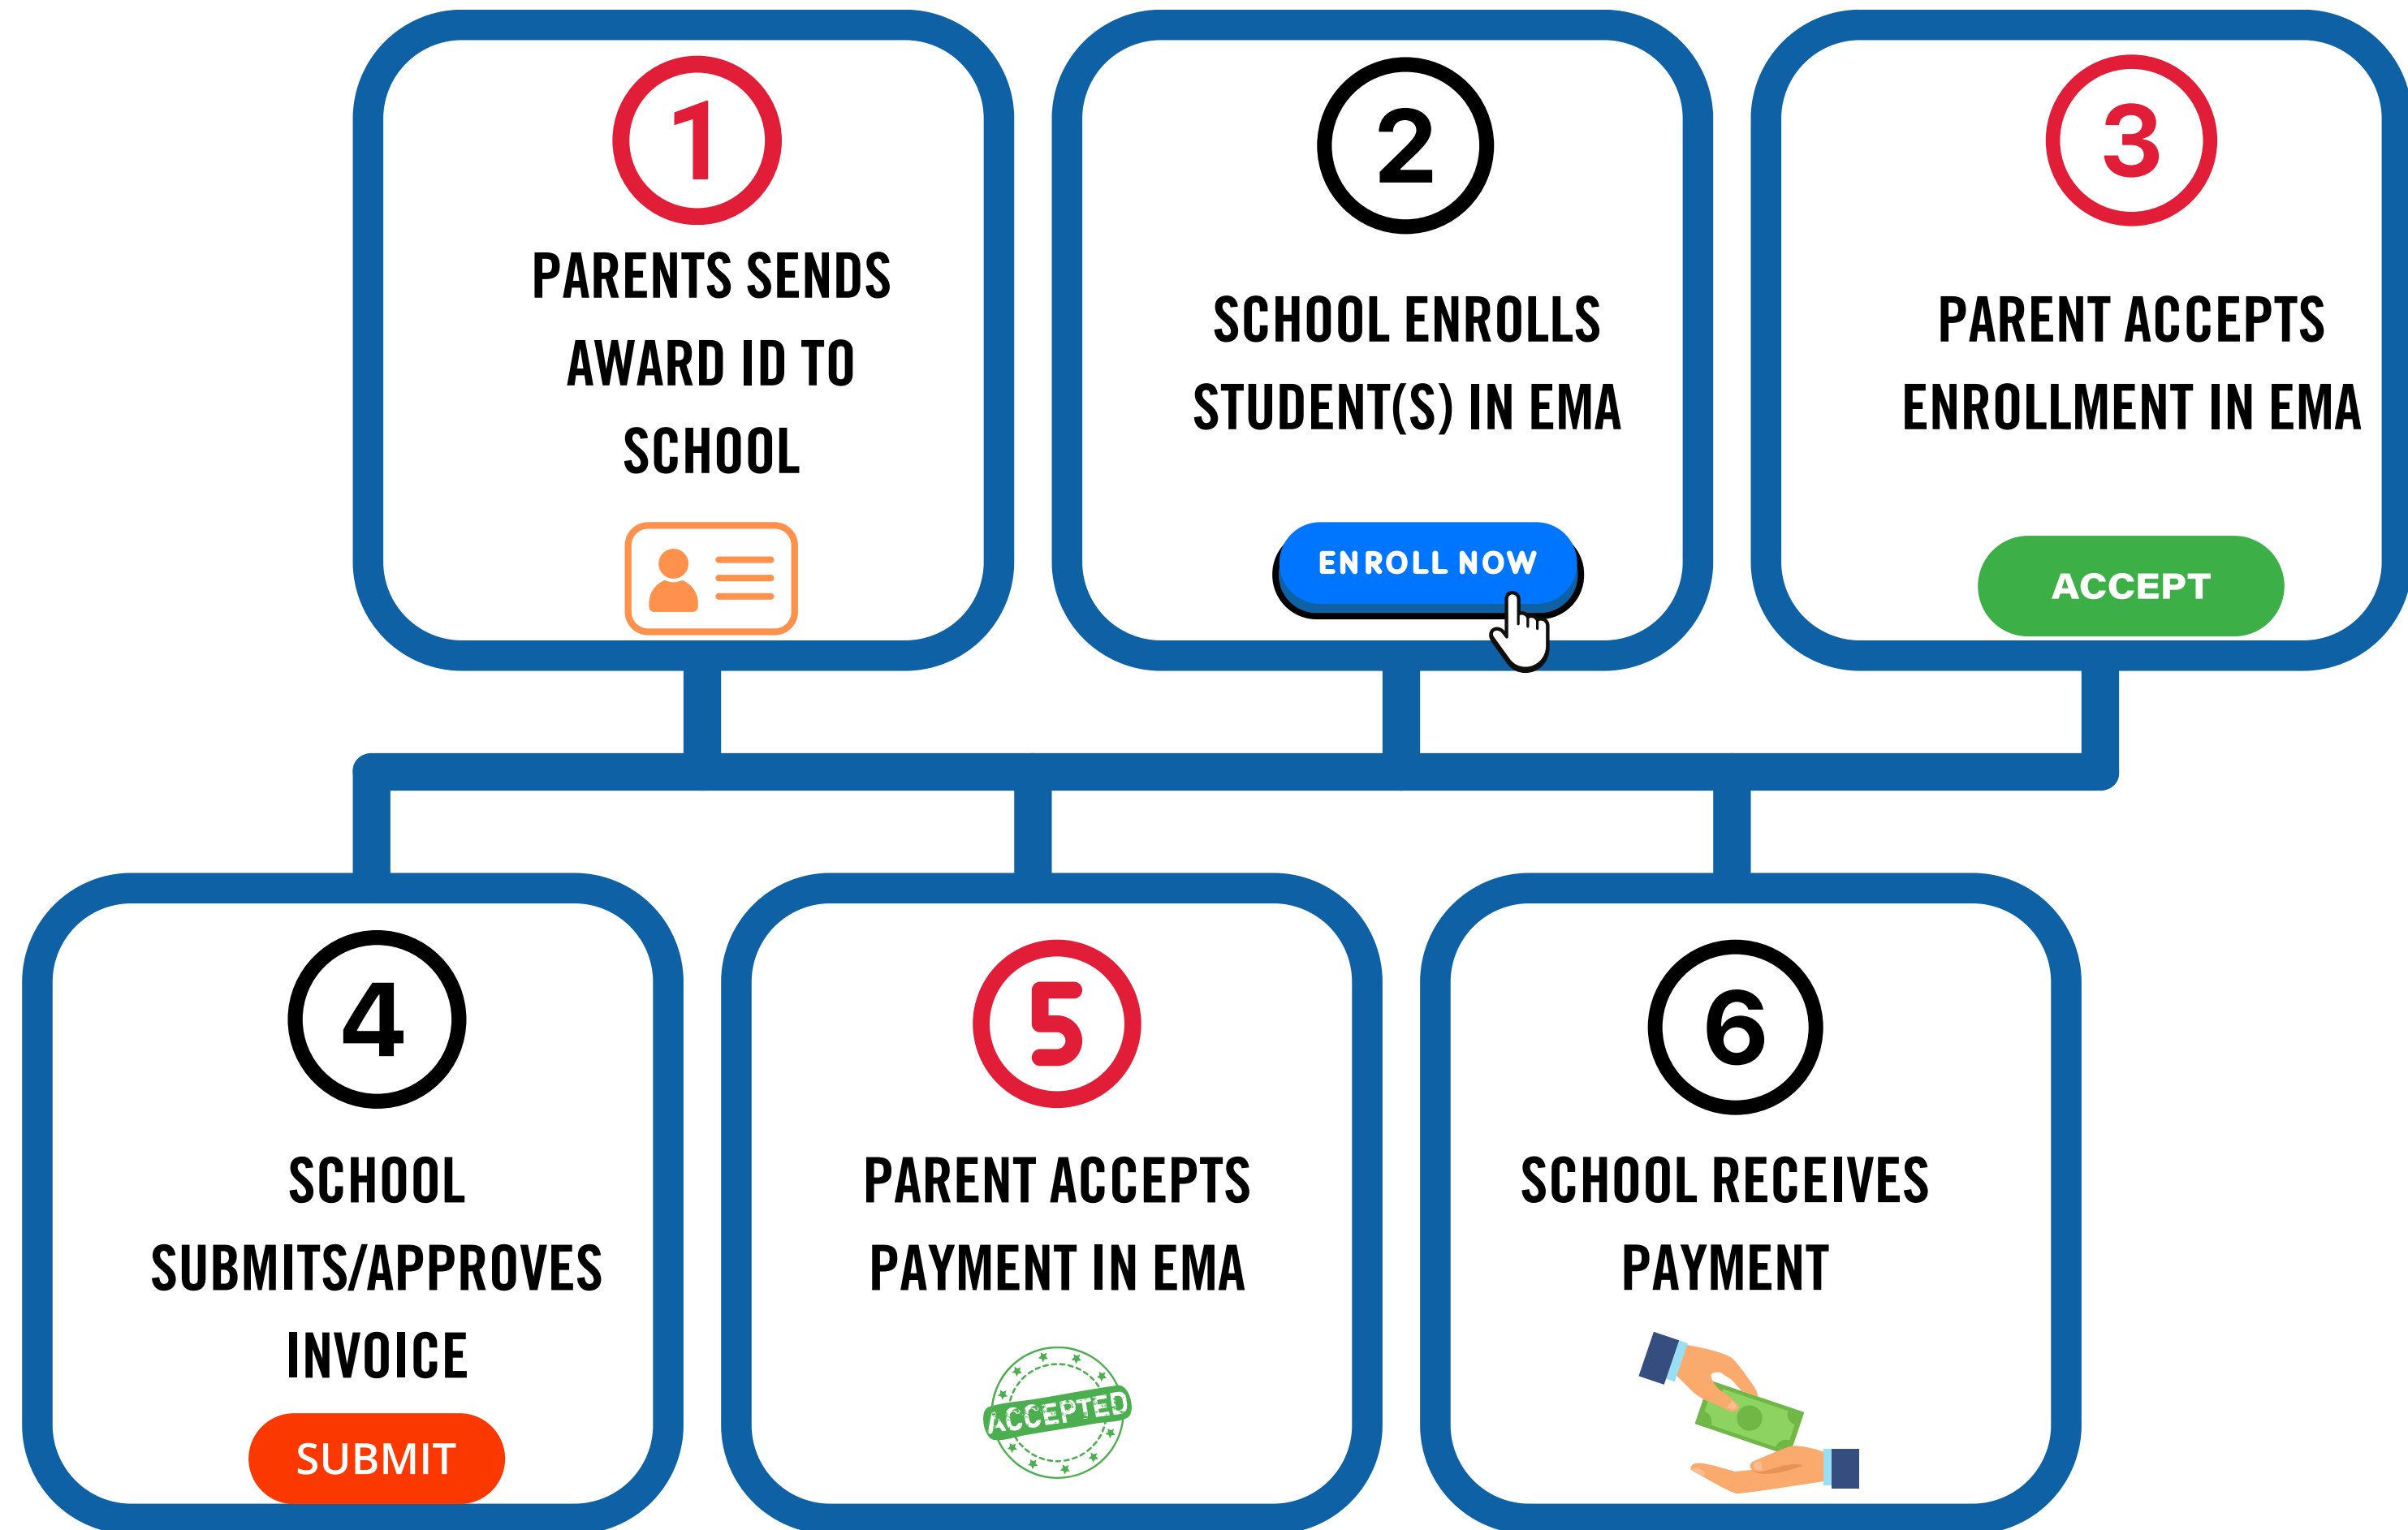 1
PARENTS SENDS
AWARD ID TO
SCHOOL
2
SCHOOL ENROLLS
STUDENT(S) IN EMA
ENROLL NOW
3
PARENT ACCEPTS
ENROLLMENT IN EMA
ACCEPT
4
SCHOOL
SUBMITS/APPROVES
INVOICE
SUBMIT
5
PARENT ACCEPTS
PAYMENT IN EMA
ACCEPTED
6
SCHOOL RECEIVES
PAYMENT